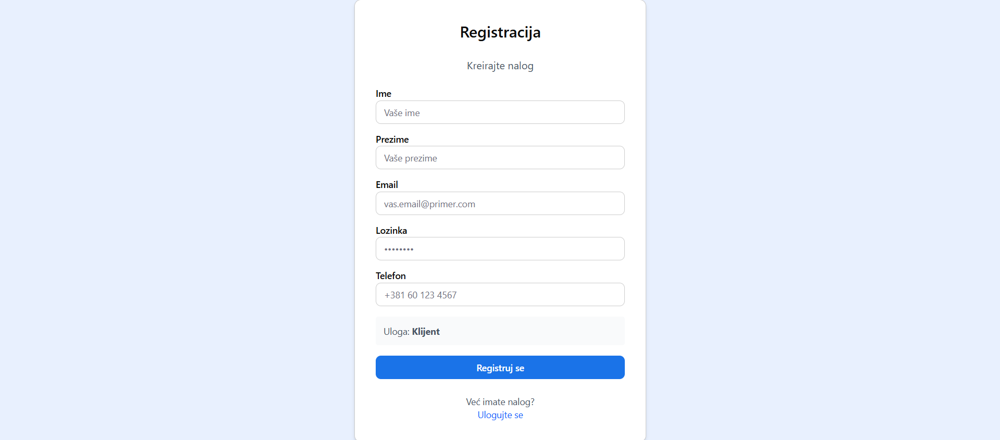 Registracija
Kreirajte nalog
Ime
Vaše ime
Prezime
Vaše prezime
Email
vas.email@primer.com
Lozinka
••••••••
Telefon
+381 60 123 4567
Uloga: Klijent
Registruj se
Već imate nalog?
Ulogujte se